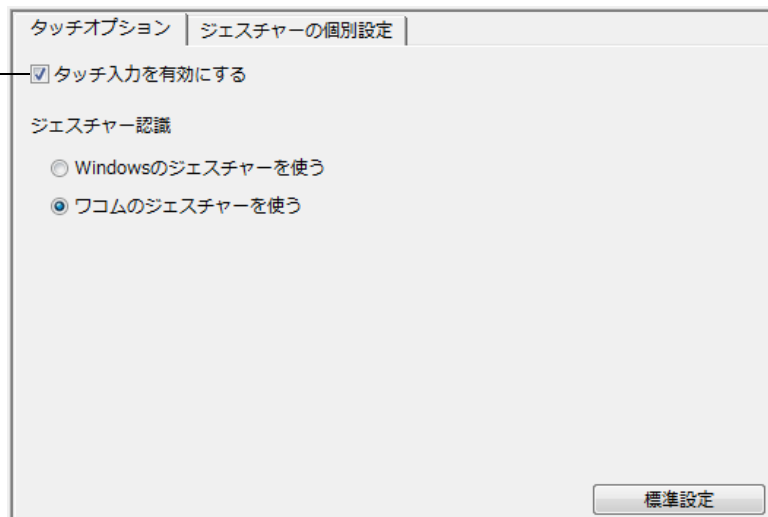 タッチオプション ジェスチャーの個別設定
タッチ入力を有効にする
ジェスチャー認識
Windowsのジェスチャーを使う
ワコムのジェスチャーを使う
標準設定